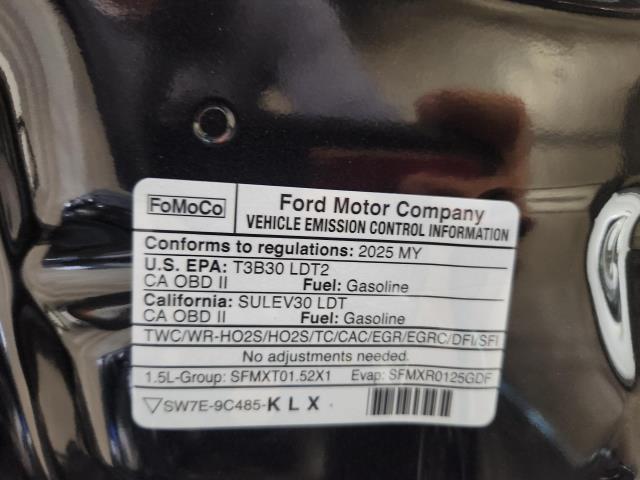 FoMoCo
Ford Motor Company
VEHICLE EMISSION CONTROL INFORMATION
Conforms to regulations: 2025 MY
U.S. EPA: T3B30 LDT2
CA OBD II Fuel: Gasoline
California: SULEV30 LDT
CA OBD II Fuel: Gasoline
TWC/WR-HO2S/HO2S/TC/CAC/EGR/EGRC/DFI/SFI
No adjustments needed.
1.5L-Group: SFMXT01.52X1 Evap: SFMXR0125GDF
▽SW7E-9C485-K L X